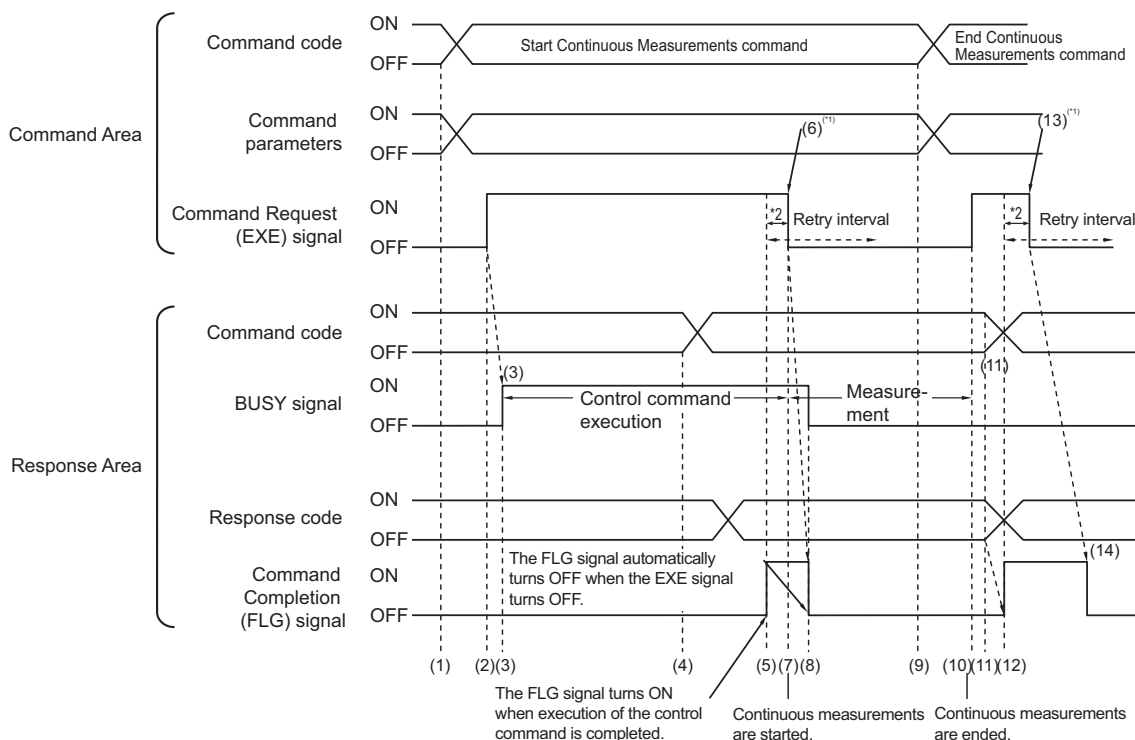 Command Area
Command code
ON
OFF
Start Continuous Measurements command
End Continuous
Measurements command
Command
parameters
ON
OFF
(6)(*1)
(13)(*1)
Command Request
(EXE) signal
ON
OFF
*2
Retry interval
*2
Retry interval
Response Area
Command code
ON
OFF
(11)
BUSY signal
ON
OFF
(3)
Control command
execution
Measure-
ment
Response code
ON
OFF
Command
Completion
(FLG) signal
ON
OFF
The FLG signal automatically
turns OFF when the EXE signal
turns OFF.
(14)
(1)
(2)(3)
(4)
(5)
(7)
(8)
(9)
(10)
(11)
(12)
The FLG signal turns ON
when execution of the control
command is completed.
Continuous measurements
are started.
Continuous measurements
are ended.